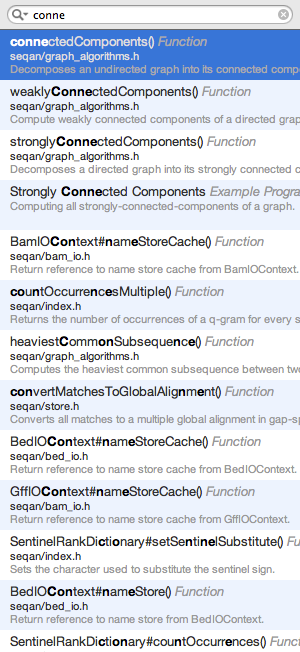 conne
connectedComponents() Function
seqan/graph_algorithms.h
Decomposes an undirected graph into its connected comp
weaklyConnectedComponents() Function
seqan/graph_algorithms.h
Compute weakly connected components of a directed grap
stronglyConnectedComponents() Function
seqan/graph_algorithms.h
Decomposes a directed graph into its strongly connected c
Strongly Connected Components Example Progra
Computing all strongly-connected-components of a graph.
BamIOContext#nameStoreCache() Function
seqan/bam_io.h
Return reference to name store cache from BamIOContext.
countOccurrencesMultiple() Function
seqan/index.h
Returns the number of occurrences of a q-gram for every s
heaviestCommonSubsequence() Function
seqan/graph_algorithms.h
Computes the heaviest common subsequence between two
convertMatchesToGlobalAlignment() Function
seqan/store.h
Converts all matches to a multiple global alignment in gap-sp
BedIOContext#nameStoreCache() Function
seqan/bed_io.h
Return reference to name store cache from BedIOContext.
GffIOContext#nameStoreCache() Function
seqan/bam_io.h
Return reference to name store cache from GffIOContext.
SentinelRankDictionary#setSentinelSubstitute() Function
seqan/index.h
Sets the character used to substitute the sentinel sign.
BedIOContext#nameStore() Function
seqan/bed_io.h
Return reference to name store from BedIOContext.
SentinelRankDictionary#countOccurrences() Function